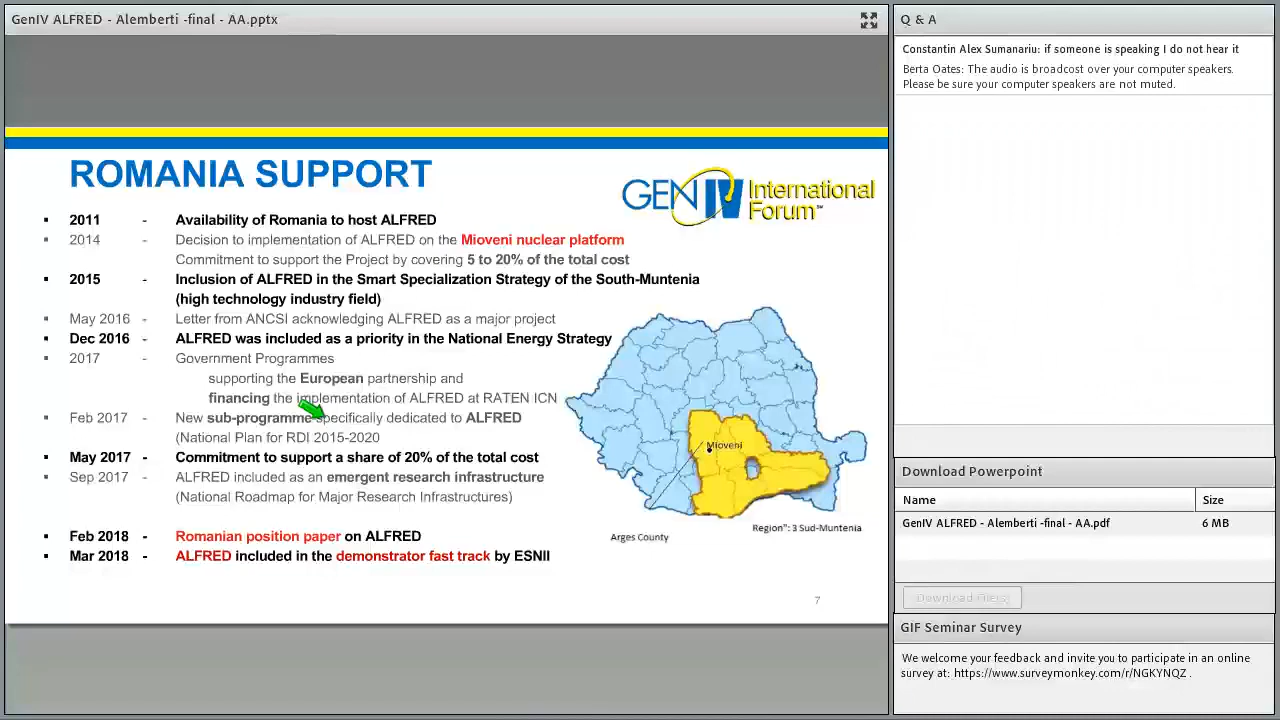 GenIV ALFRED - Alemberti -final - AA.pptx
ROMANIA SUPPORT
GEN IV International Forum™
▪ 2011 - Availability of Romania to host ALFRED
▪ 2014 - Decision to implementation of ALFRED on the Mioveni nuclear platform
Commitment to support the Project by covering 5 to 20% of the total cost
▪ 2015 - Inclusion of ALFRED in the Smart Specialization Strategy of the South-Muntenia
(high technology industry field)
▪ May 2016 - Letter from ANCSI acknowledging ALFRED as a major project
▪ Dec 2016 - ALFRED was included as a priority in the National Energy Strategy
▪ 2017 - Government Programmes
supporting the European partnership and
financing the implementation of ALFRED at RATEN ICN
▪ Feb 2017 - New sub-programme specifically dedicated to ALFRED
(National Plan for RDI 2015-2020
▪ May 2017 - Commitment to support a share of 20% of the total cost
▪ Sep 2017 - ALFRED included as an emergent research infrastructure
(National Roadmap for Major Research Infrastructures)
▪ Feb 2018 - Romanian position paper on ALFRED
▪ Mar 2018 - ALFRED included in the demonstrator fast track by ESNII
Mioveni
Region": 3 Sud-Muntenia
Arges County
7
Q & A
Constantin Alex Sumanariu: if someone is speaking I do not hear it
Berta Oates: The audio is broadcost over your computer speakers.
Please be sure your computer speakers are not muted.
Download Powerpoint
Name Size
GenIV ALFRED - Alemberti -final - AA.pdf 6 MB
Download File(s)
GIF Seminar Survey
We welcome your feedback and invite you to participate in an online
survey at: https://www.surveymonkey.com/r/NGKYNQZ .